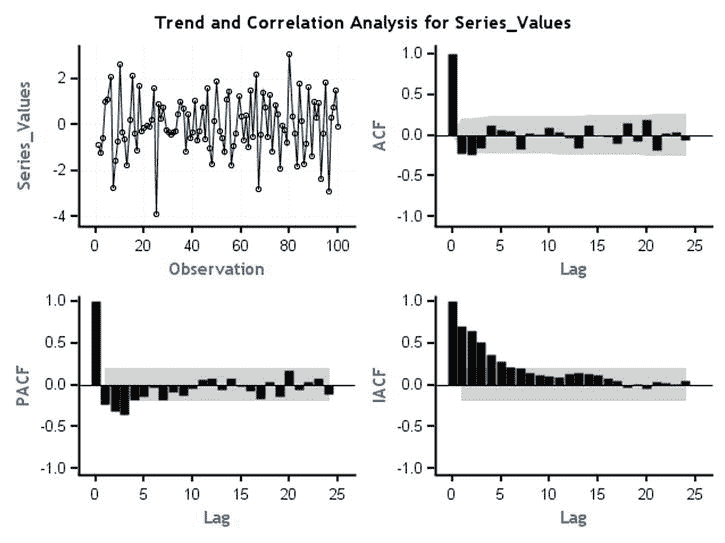 Trend and Correlation Analysis for Series_Values
Series_Values
2
0
-2
-4
0 20 40 60 80 100
Observation
ACF
1.0
0.5
0.0
-0.5
-1.0
0 5 10 15 20 25
Lag
PACF
1.0
0.5
0.0
-0.5
-1.0
0 5 10 15 20 25
Lag
IACF
1.0
0.5
0.0
-0.5
-1.0
0 5 10 15 20 25
Lag